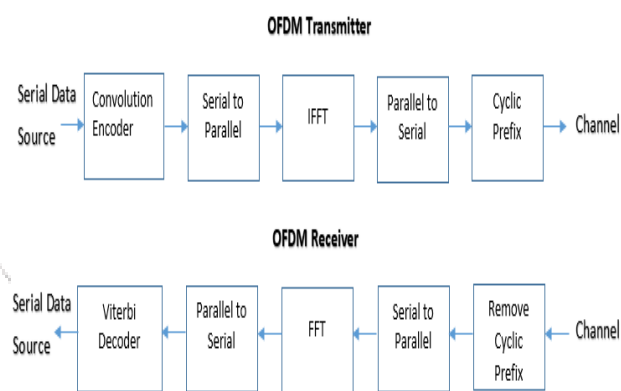 OFDM Transmitter
Serial Data
Source
Convolution
Encoder
Serial to
Parallel
IFFT
Parallel to
Serial
Cyclic
Prefix
Channel
OFDM Receiver
Serial Data
Source
Viterbi
Decoder
Parallel to
Serial
FFT
Serial to
Parallel
Remove
Cyclic
Prefix
Channel